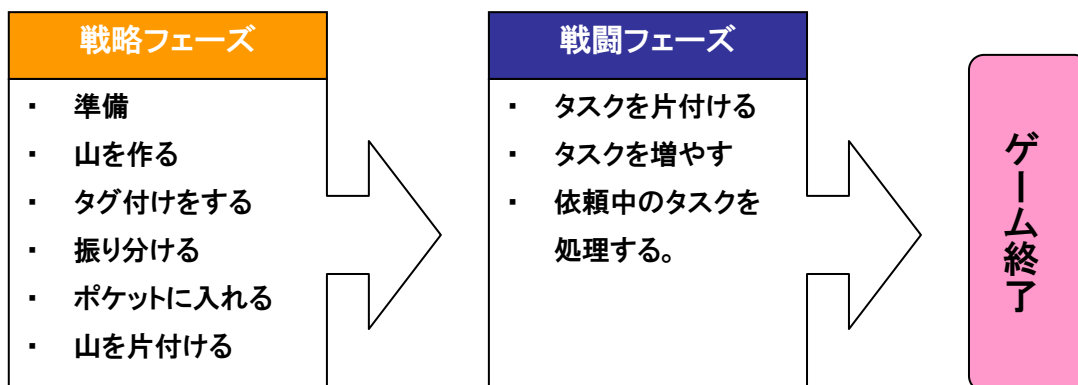 戦略フェーズ
・ 準備
・ 山を作る
・ タグ付けをする
・ 振り分ける
・ ポケットに入れる
・ 山を片付ける
戦闘フェーズ
・ タスクを片付ける
・ タスクを増やす
・ 依頼中のタスクを
処理する。
ゲーム終了